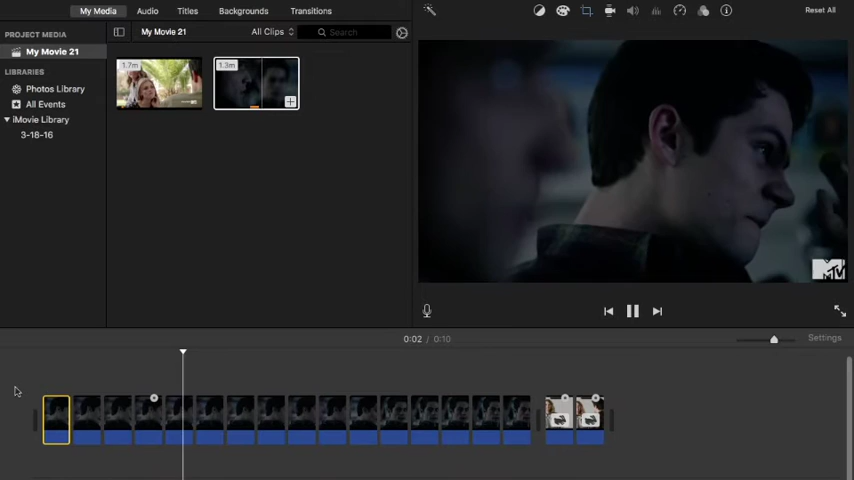 My Media Audio Titles Backgrounds Transitions
Reset All
PROJECT MEDIA
My Movie 21
LIBRARIES
Photos Library
All Events
iMovie Library
3-18-16
My Movie 21 All Clips Search
1.7m
1.3m
MTV
0:02 / 0:10
Settings